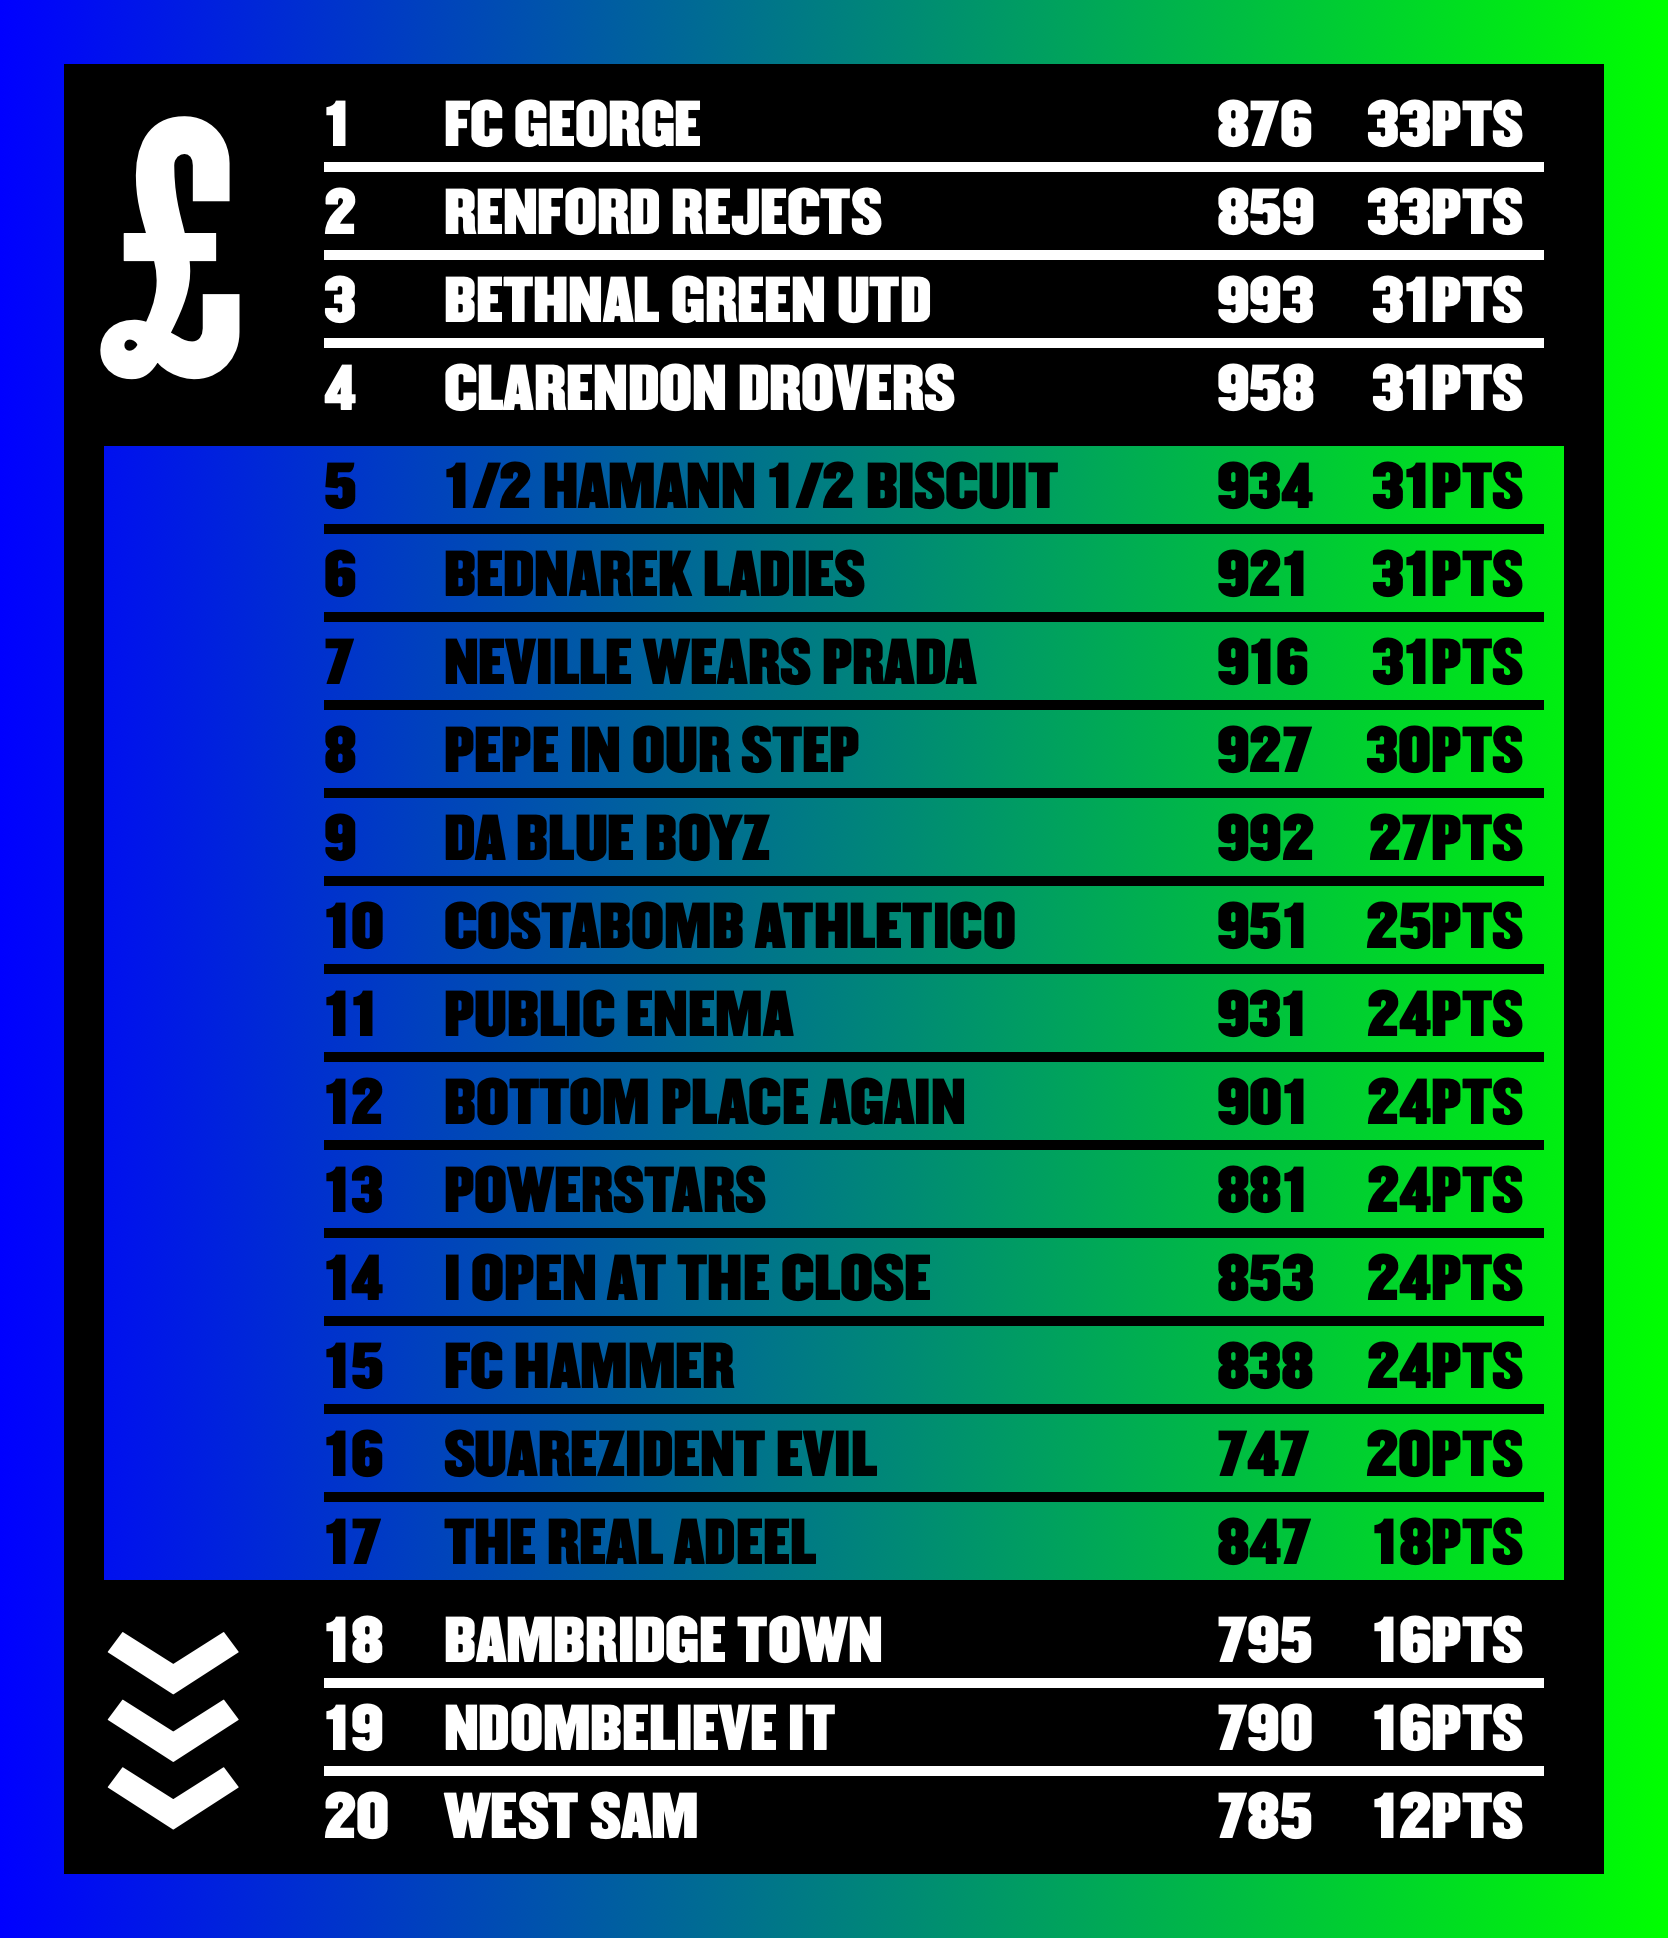 £
1 FC GEORGE 876 33PTS
2 RENFORD REJECTS 859 33PTS
3 BETHNAL GREEN UTD 993 31PTS
4 CLARENDON DROVERS 958 31PTS
5 1/2 HAMANN 1/2 BISCUIT 934 31PTS
6 BEDNAREK LADIES 921 31PTS
7 NEVILLE WEARS PRADA 916 31PTS
8 PEPE IN OUR STEP 927 30PTS
9 DA BLUE BOYZ 992 27PTS
10 COSTABOMB ATHLETICO 951 25PTS
11 PUBLIC ENEMA 931 24PTS
12 BOTTOM PLACE AGAIN 901 24PTS
13 POWERSTARS 881 24PTS
14 I OPEN AT THE CLOSE 853 24PTS
15 FC HAMMER 838 24PTS
16 SUAREZIDENT EVIL 747 20PTS
17 THE REAL ADEEL 847 18PTS
18 BAMBRIDGE TOWN 795 16PTS
19 NDOMBELIEVE IT 790 16PTS
20 WEST SAM 785 12PTS